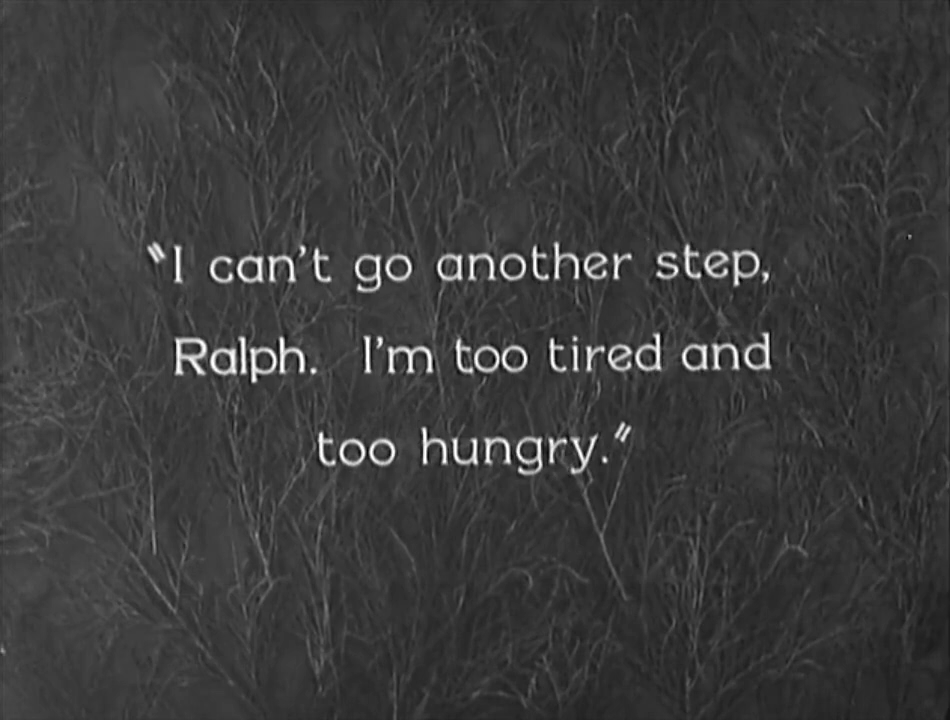 "I can't go another step,
Ralph. I'm too tired and
too hungry."